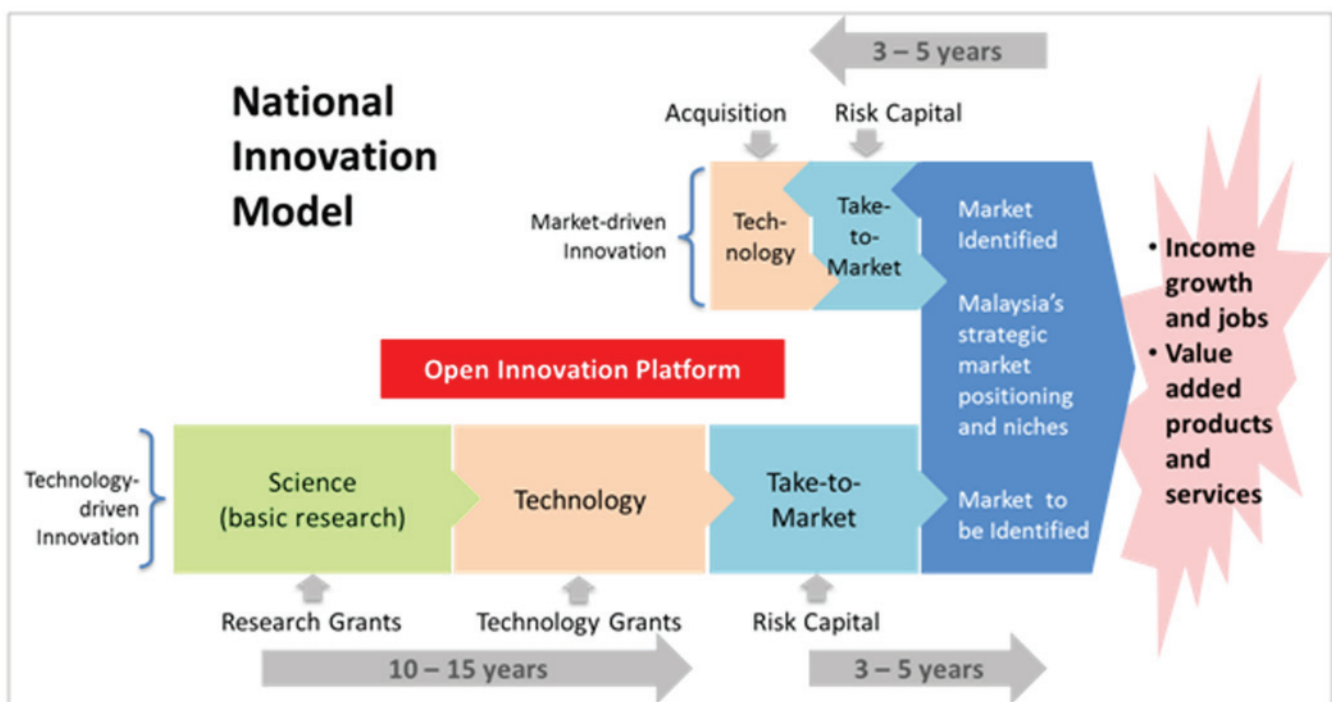 National
Innovation
Model
3 – 5 years
Acquisition
Risk Capital
Market-driven
Innovation
Tech-
nology
Take-
to-
Market
Market
Identified
Malaysia's
strategic
market
positioning
and niches
Market to
be Identified
• Income
growth
and jobs
• Value
added
products
and
services
Open Innovation Platform
Technology-
driven
Innovation
Science
(basic research)
Technology
Take-to-
Market
Research Grants
Technology Grants
Risk Capital
10 – 15 years
3 – 5 years